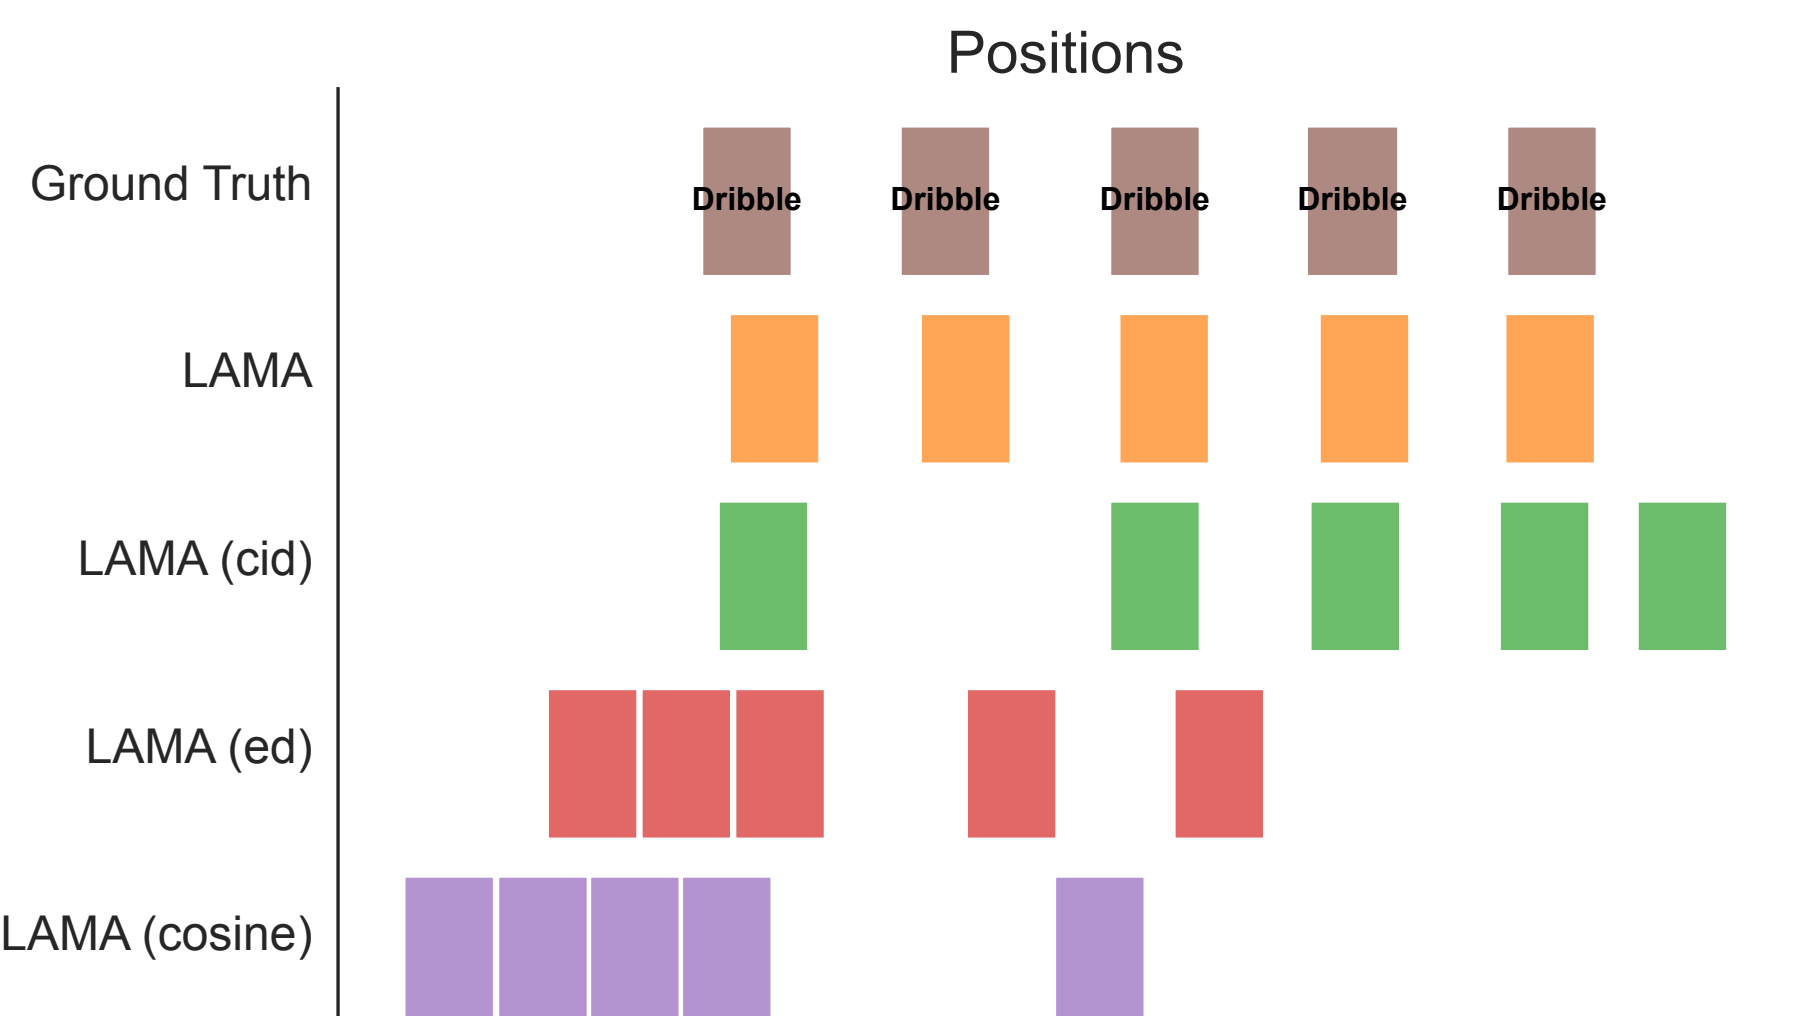 Positions
Ground Truth
Dribble Dribble Dribble Dribble Dribble
LAMA
LAMA (cid)
LAMA (ed)
LAMA (cosine)